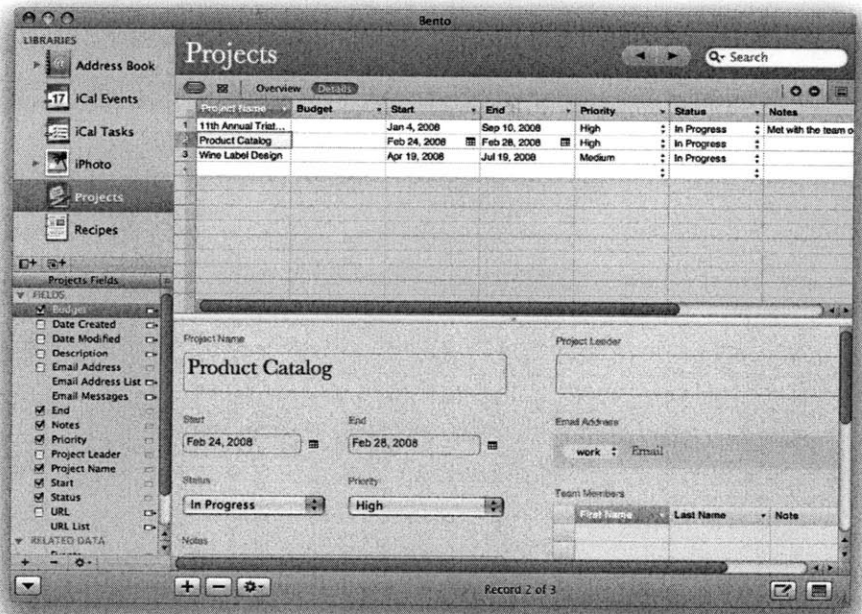 Bento
LIBRARIES
Address Book
17 iCal Events
iCal Tasks
iPhoto
Projects
Recipes
Projects
Search
Overview Details
Project Name Budget Start End Priority Status Notes
1 11th Annual Triat... Jan 4, 2008 Sep 10, 2008 High In Progress Met with the team o
2 Product Catalog Feb 24, 2008 Feb 28, 2008 High In Progress
3 Wine Label Design Apr 19, 2008 Jul 19, 2008 Medium In Progress
Projects Fields
FIELDS
Budget
Date Created
Date Modified
Description
Email Address
Email Address List
Email Messages
End
Notes
Priority
Project Leader
Project Name
Start
Status
URL
URL List
RELATED DATA
Events
Project Name
Product Catalog
Start End
Feb 24, 2008 Feb 28, 2008
Status Priority
In Progress High
Notes
Project Leader
Email Address
work Email
Team Members
First Name Last Name Note
Record 2 of 3